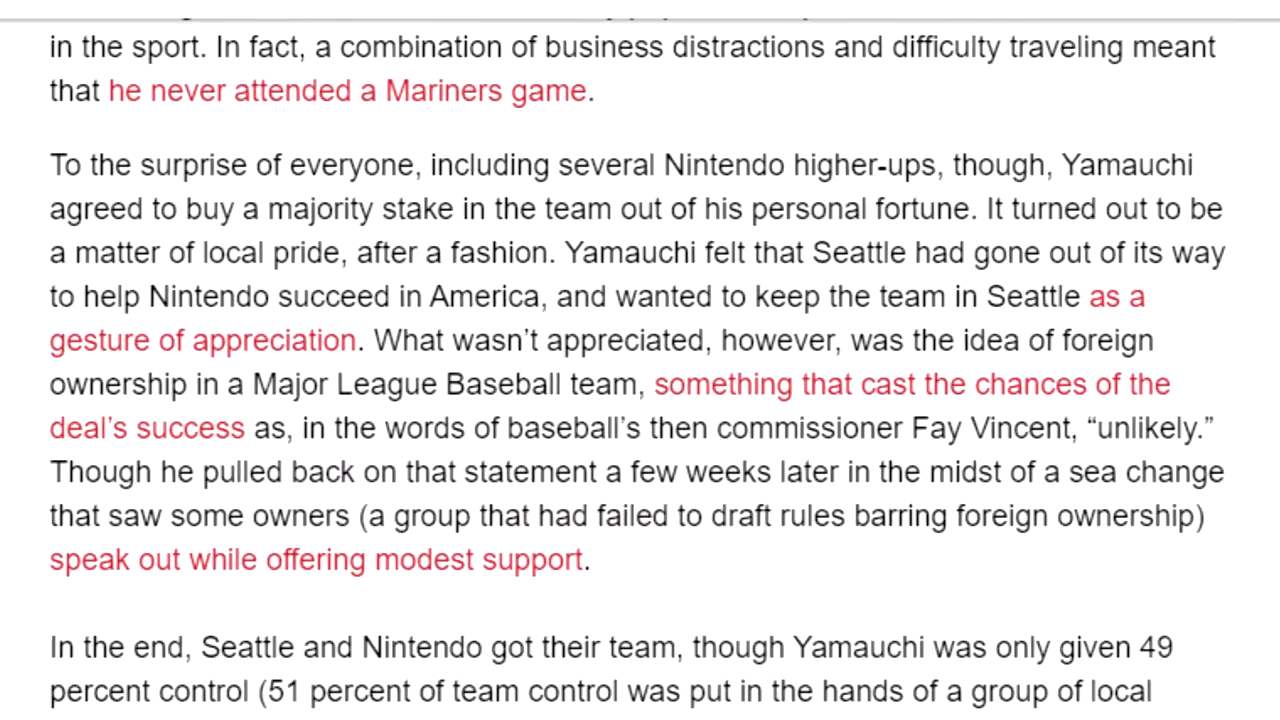 in the sport. In fact, a combination of business distractions and difficulty traveling meant
that he never attended a Mariners game.
To the surprise of everyone, including several Nintendo higher-ups, though, Yamauchi
agreed to buy a majority stake in the team out of his personal fortune. It turned out to be
a matter of local pride, after a fashion. Yamauchi felt that Seattle had gone out of its way
to help Nintendo succeed in America, and wanted to keep the team in Seattle as a
gesture of appreciation. What wasn’t appreciated, however, was the idea of foreign
ownership in a Major League Baseball team, something that cast the chances of the
deal’s success as, in the words of baseball’s then commissioner Fay Vincent, “unlikely.”
Though he pulled back on that statement a few weeks later in the midst of a sea change
that saw some owners (a group that had failed to draft rules barring foreign ownership)
speak out while offering modest support.
In the end, Seattle and Nintendo got their team, though Yamauchi was only given 49
percent control (51 percent of team control was put in the hands of a group of local